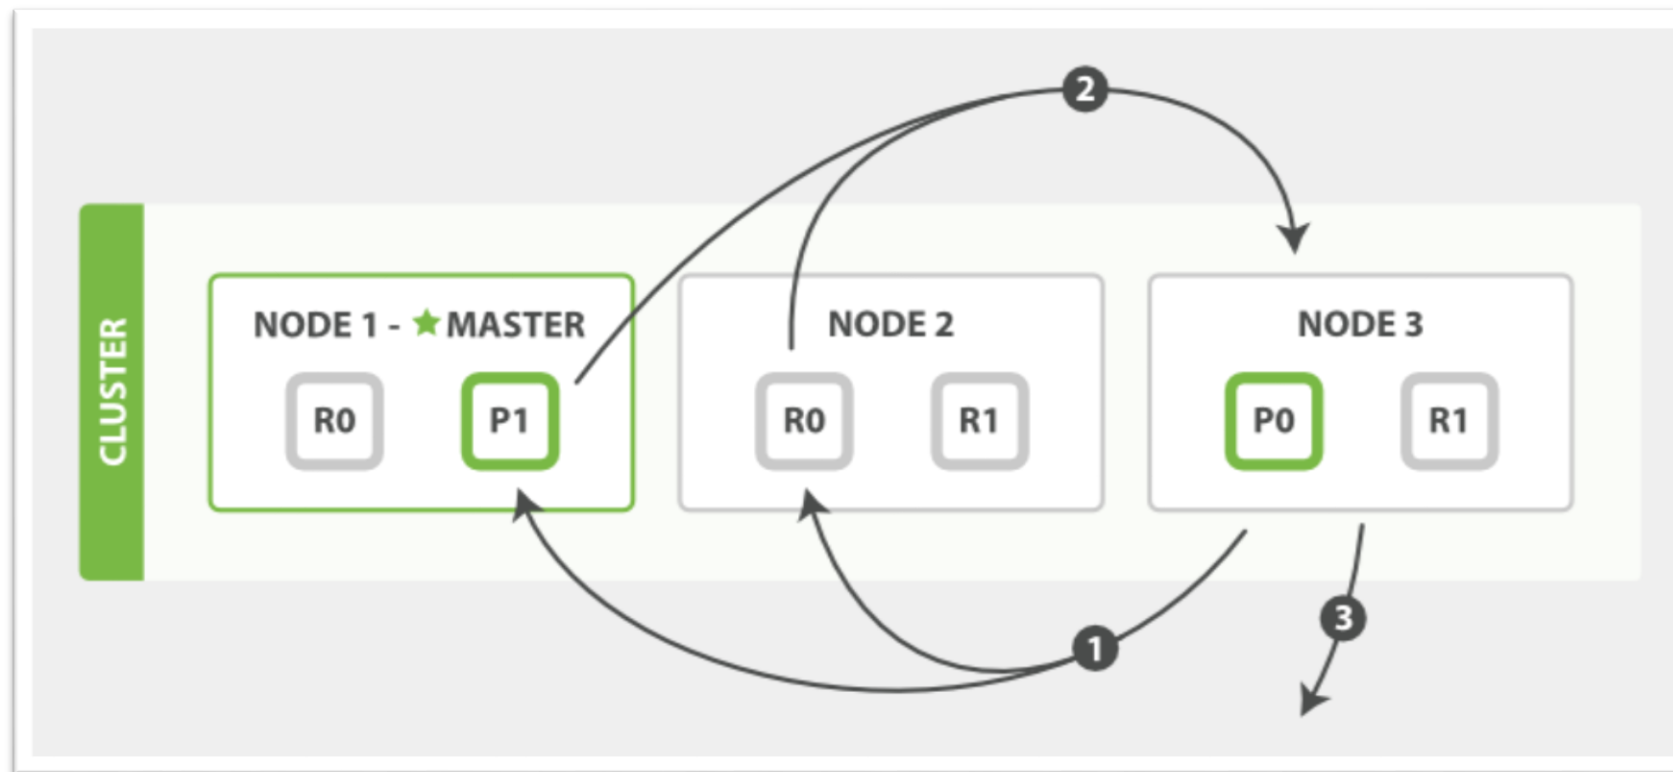 2
CLUSTER
NODE 1 - ★ MASTER
R0
P1
NODE 2
R0
R1
NODE 3
P0
R1
1
3